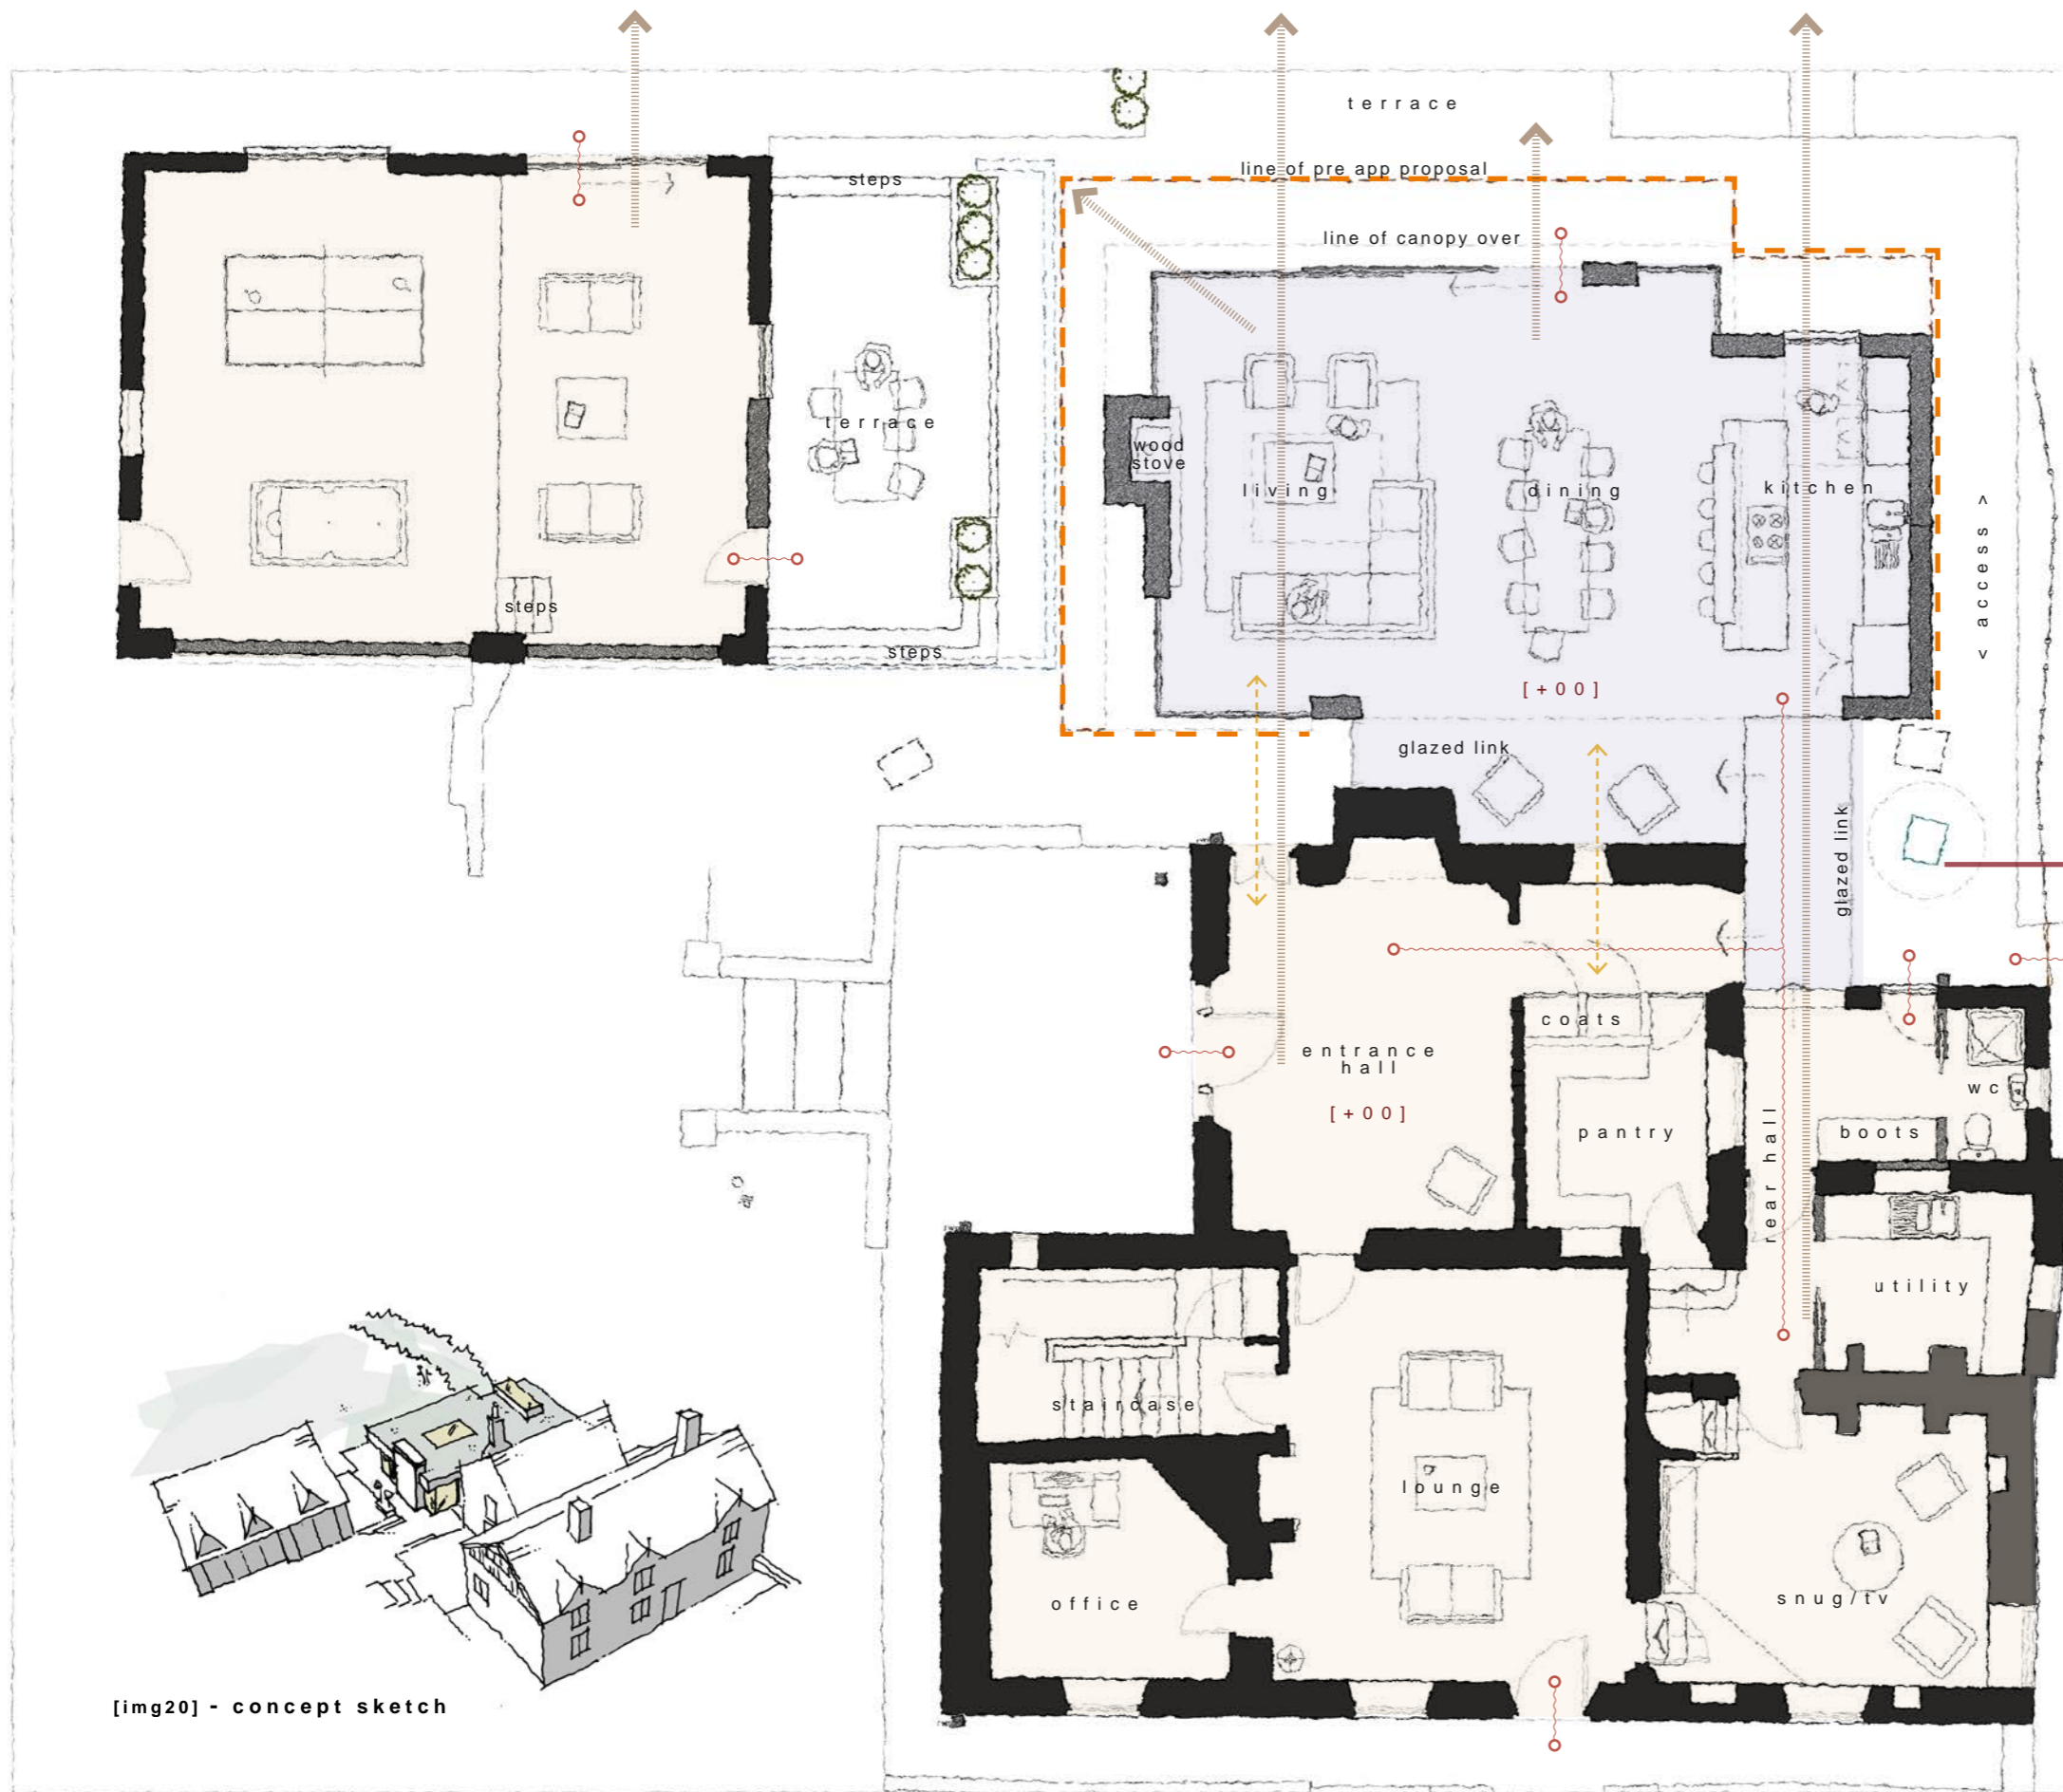 terrace
line of pre app proposal
steps
line of canopy over
terrace
wood
stove
living
dining
kitchen
< access >
steps
steps
[+00]
glazed link
glazed link
coats
entrance
hall
[+00]
pantry
rear hall
wc
boots
utility
staircase
lounge
office
snug/tv
[img20] - concept sketch